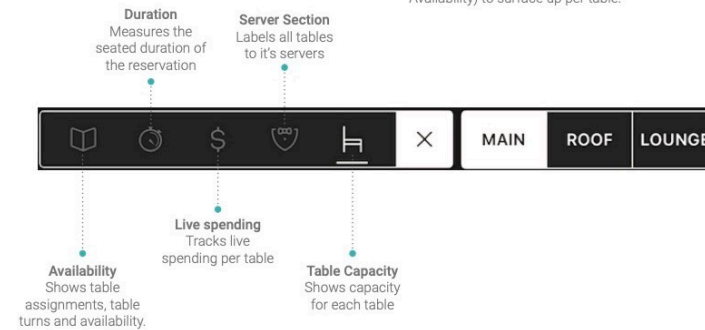 Availability) to surface up per table.
Duration
Measures the
seated duration of
the reservation
Server Section
Labels all tables
to it's servers
$
MAIN
ROOF
LOUNGE
Live spending
Tracks live
spending per table
Availability
Shows table
assignments, table
turns and availability.
Table Capacity
Shows capacity
for each table